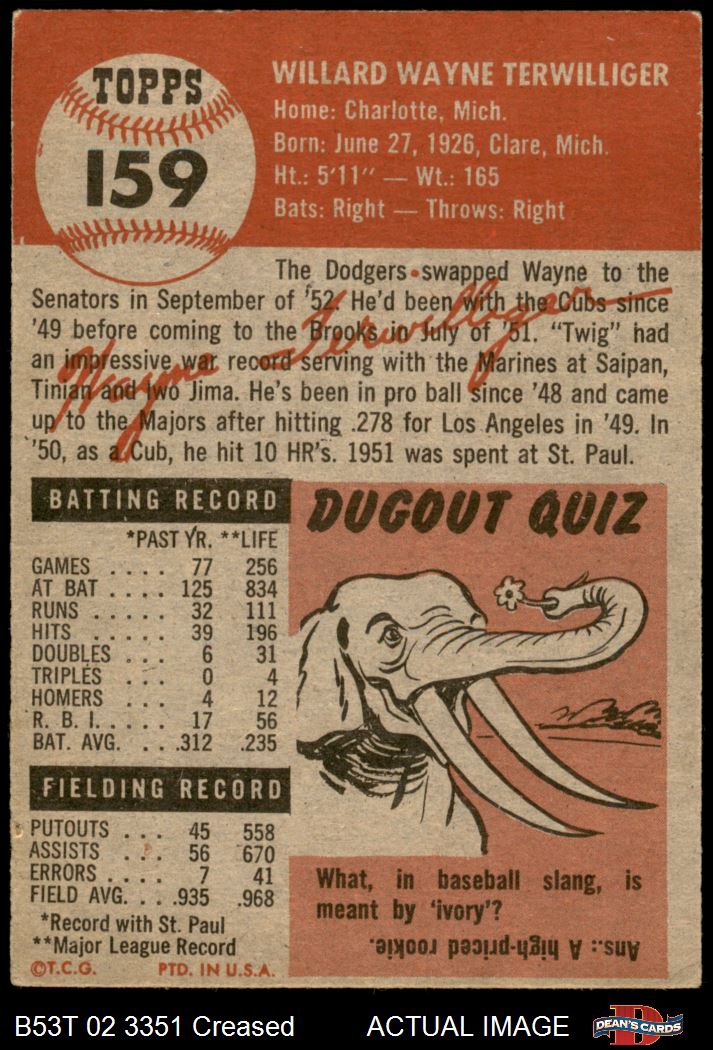 TOPPS
159
WILLARD WAYNE TERWILLIGER
Home: Charlotte, Mich.
Born: June 27, 1926, Clare, Mich.
Ht.: 5'11" — Wt.: 165
Bats: Right — Throws: Right
The Dodgers swapped Wayne to the
Senators in September of '52. He'd been with the Cubs since
'49 before coming to the Brooks in July of '51. "Twig" had
an impressive war record serving with the Marines at Saipan,
Tinian and Iwo Jima. He's been in pro ball since '48 and came
up to the Majors after hitting .278 for Los Angeles in '49. In
'50, as a Cub, he hit 10 HR's. 1951 was spent at St. Paul.
Wayne Terwilliger
BATTING RECORD
*PAST YR. **LIFE
GAMES .... 77 256
AT BAT .... 125 834
RUNS ..... 32 111
HITS ..... 39 196
DOUBLES .. 6 31
TRIPLES ... 0 4
HOMERS ... 4 12
R. B. I. .... 17 56
BAT. AVG. ... .312 .235
FIELDING RECORD
PUTOUTS ... 45 558
ASSISTS ... 56 670
ERRORS .... 7 41
FIELD AVG. ... .935 .968
*Record with St. Paul
**Major League Record
©T.C.G. PTD. IN U.S.A.
DUGOUT QUIZ
What, in baseball slang, is
meant by 'ivory'?
Ans.: A high-priced rookie.
B53T 02 3351 Creased ACTUAL IMAGE
D
DEAN'S CARDS